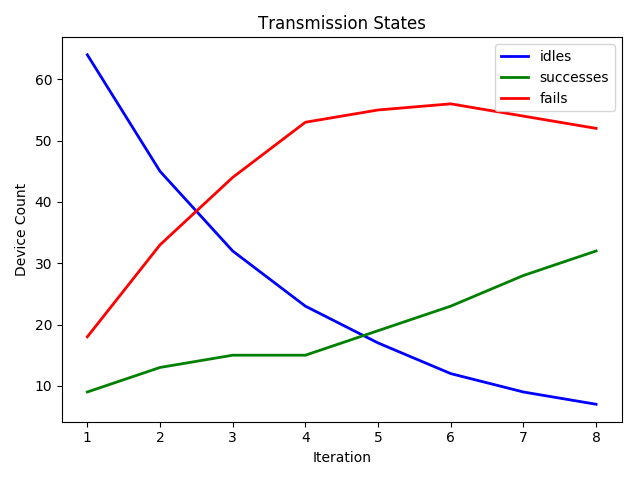 Transmission States
idles
successes
fails
60
50
40
30
20
10
Device Count
1 2 3 4 5 6 7 8
Iteration